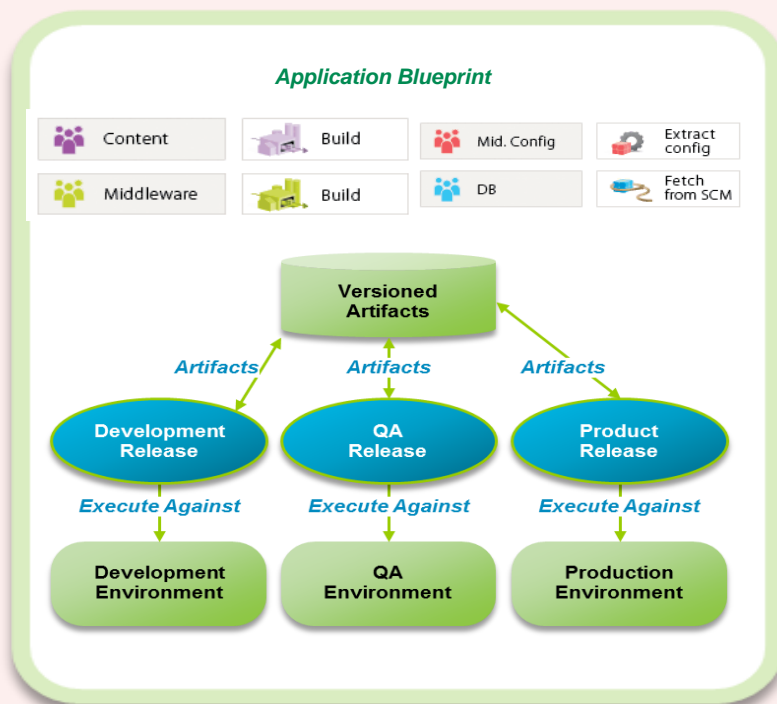 Application Blueprint
Content
Build
Mid. Config
Extract
config
Middleware
Build
DB
Fetch
from SCM
Versioned
Artifacts
Artifacts
Artifacts
Artifacts
Development
Release
QA
Release
Product
Release
Execute Against
Execute Against
Execute Against
Development
Environment
QA
Environment
Production
Environment